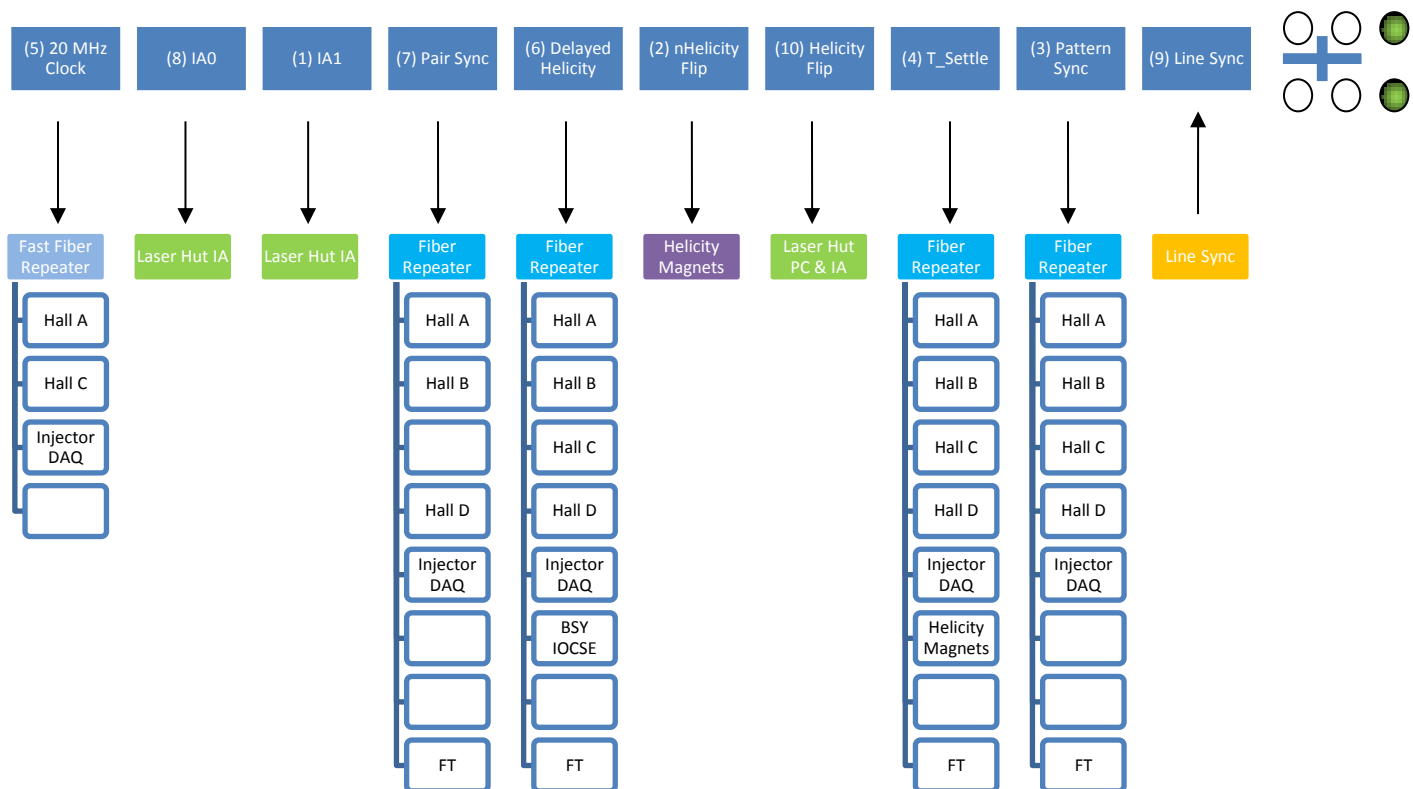 (5) 20 MHz
Clock
(8) IA0
(1) IA1
(7) Pair Sync
(6) Delayed
Helicity
(2) nHelicity
Flip
(10) Helicity
Flip
(4) T_Settle
(3) Pattern
Sync
(9) Line Sync
Fast Fiber
Repeater
Laser Hut IA
Laser Hut IA
Fiber
Repeater
Fiber
Repeater
Helicity
Magnets
Laser Hut
PC & IA
Fiber
Repeater
Fiber
Repeater
Line Sync
Hall A
Hall C
Injector
DAQ
Hall A
Hall B
Hall D
Injector
DAQ
FT
Hall A
Hall B
Hall C
Hall D
Injector
DAQ
BSY
IOCSE
FT
Hall A
Hall B
Hall C
Hall D
Injector
DAQ
Helicity
Magnets
FT
Hall A
Hall B
Hall C
Hall D
Injector
DAQ
FT